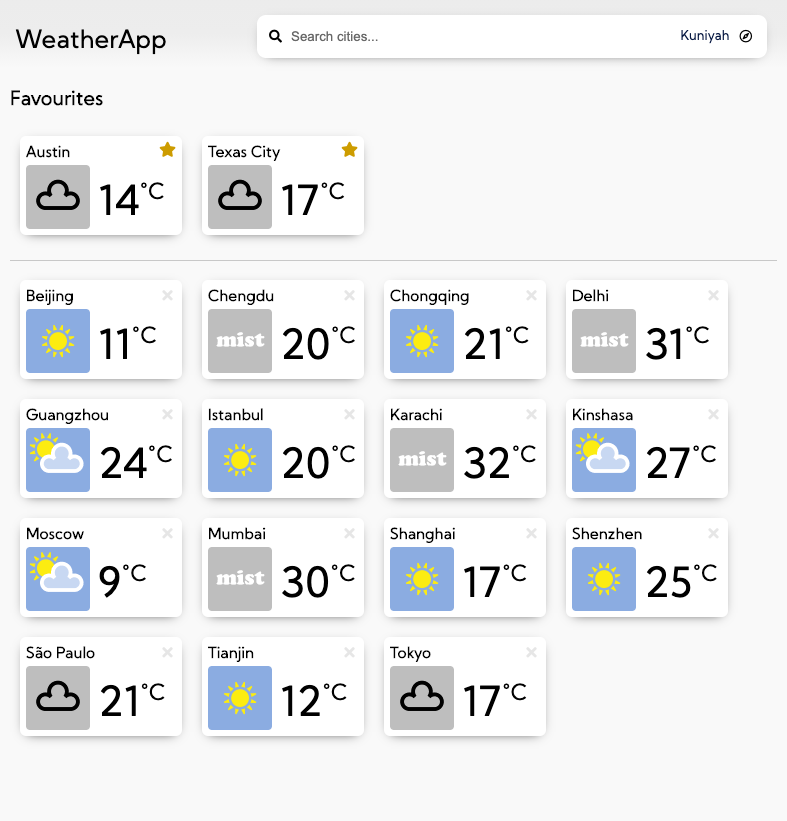 WeatherApp
Search cities...
Kuniyah
Favourites
Austin
14°C
Texas City
17°C
Beijing
11°C
Chengdu
mist
20°C
Chongqing
21°C
Delhi
mist
31°C
Guangzhou
24°C
Istanbul
20°C
Karachi
mist
32°C
Kinshasa
27°C
Moscow
9°C
Mumbai
mist
30°C
Shanghai
17°C
Shenzhen
25°C
São Paulo
21°C
Tianjin
12°C
Tokyo
17°C